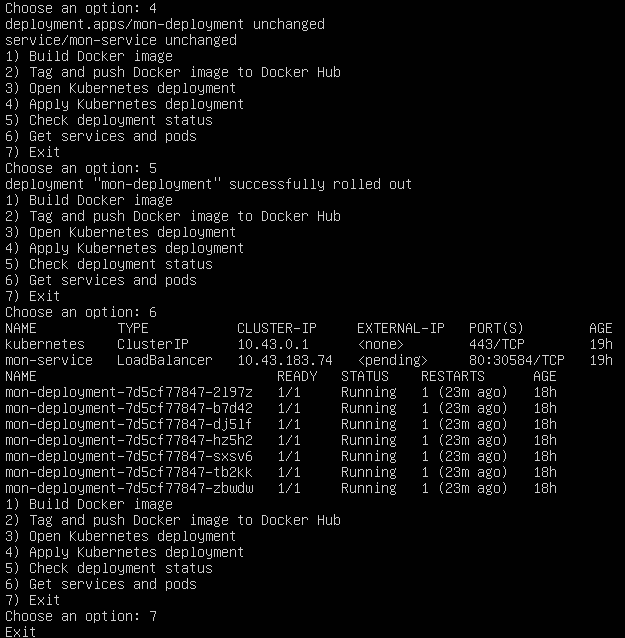 Choose an option: 4
deployment.apps/mon-deployment unchanged
service/mon-service unchanged
1) Build Docker image
2) Tag and push Docker image to Docker Hub
3) Open Kubernetes deployment
4) Apply Kubernetes deployment
5) Check deployment status
6) Get services and pods
7) Exit
Choose an option: 5
deployment "mon-deployment" successfully rolled out
1) Build Docker image
2) Tag and push Docker image to Docker Hub
3) Open Kubernetes deployment
4) Apply Kubernetes deployment
5) Check deployment status
6) Get services and pods
7) Exit
Choose an option: 6
NAME          TYPE           CLUSTER-IP     EXTERNAL-IP   PORT(S)        AGE
kubernetes    ClusterIP      10.43.0.1      <none>        443/TCP        19h
mon-service   LoadBalancer   10.43.183.74   <pending>     80:30584/TCP   19h
NAME                              READY   STATUS    RESTARTS      AGE
mon-deployment-7d5cf77847-2l97z   1/1     Running   1 (23m ago)   18h
mon-deployment-7d5cf77847-b7d42   1/1     Running   1 (23m ago)   18h
mon-deployment-7d5cf77847-dj5lf   1/1     Running   1 (23m ago)   18h
mon-deployment-7d5cf77847-hz5h2   1/1     Running   1 (23m ago)   18h
mon-deployment-7d5cf77847-sxsv6   1/1     Running   1 (23m ago)   18h
mon-deployment-7d5cf77847-tb2kk   1/1     Running   1 (23m ago)   18h
mon-deployment-7d5cf77847-zbwdw   1/1     Running   1 (23m ago)   18h
1) Build Docker image
2) Tag and push Docker image to Docker Hub
3) Open Kubernetes deployment
4) Apply Kubernetes deployment
5) Check deployment status
6) Get services and pods
7) Exit
Choose an option: 7
Exit